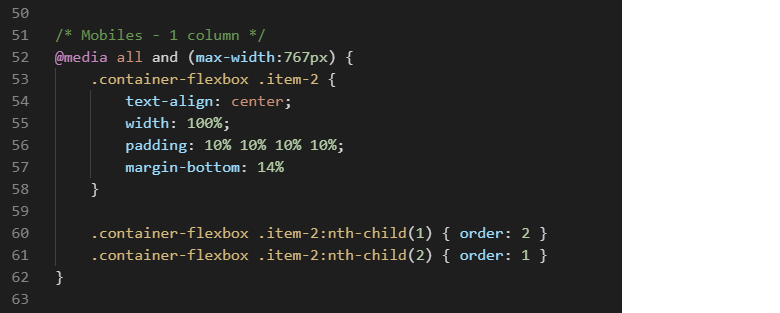 50
51 /* Mobiles - 1 column */
52 @media all and (max-width:767px) {
53 .container-flexbox .item-2 {
54 text-align: center;
55 width: 100%;
56 padding: 10% 10% 10% 10%;
57 margin-bottom: 14%
58 }
59
60 .container-flexbox .item-2:nth-child(1) { order: 2 }
61 .container-flexbox .item-2:nth-child(2) { order: 1 }
62 }
63